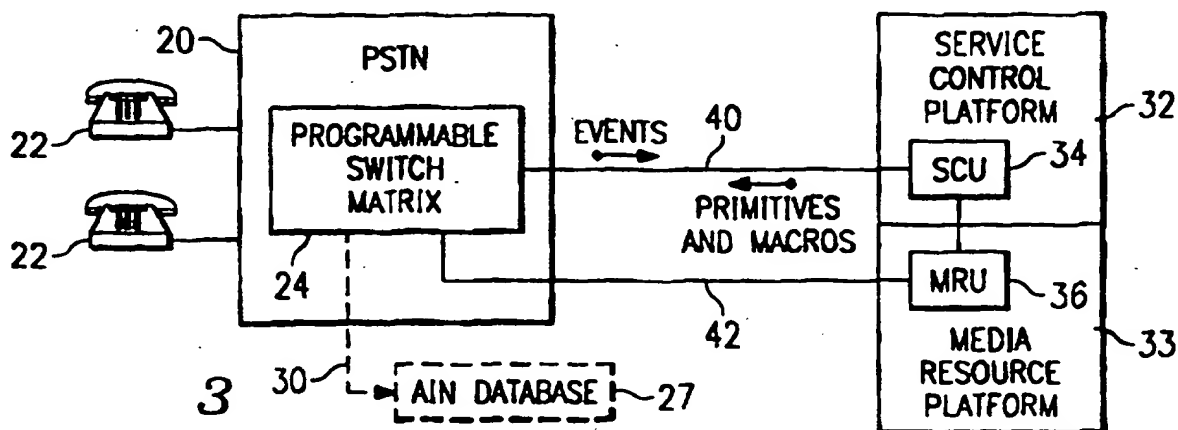 20
PSTN
22
22
PROGRAMMABLE
SWITCH
MATRIX
24
EVENTS
40
PRIMITIVES
AND MACROS
42
SERVICE
CONTROL
PLATFORM
32
SCU
34
MRU
36
MEDIA
RESOURCE
PLATFORM
33
30
AIN DATABASE
27
3